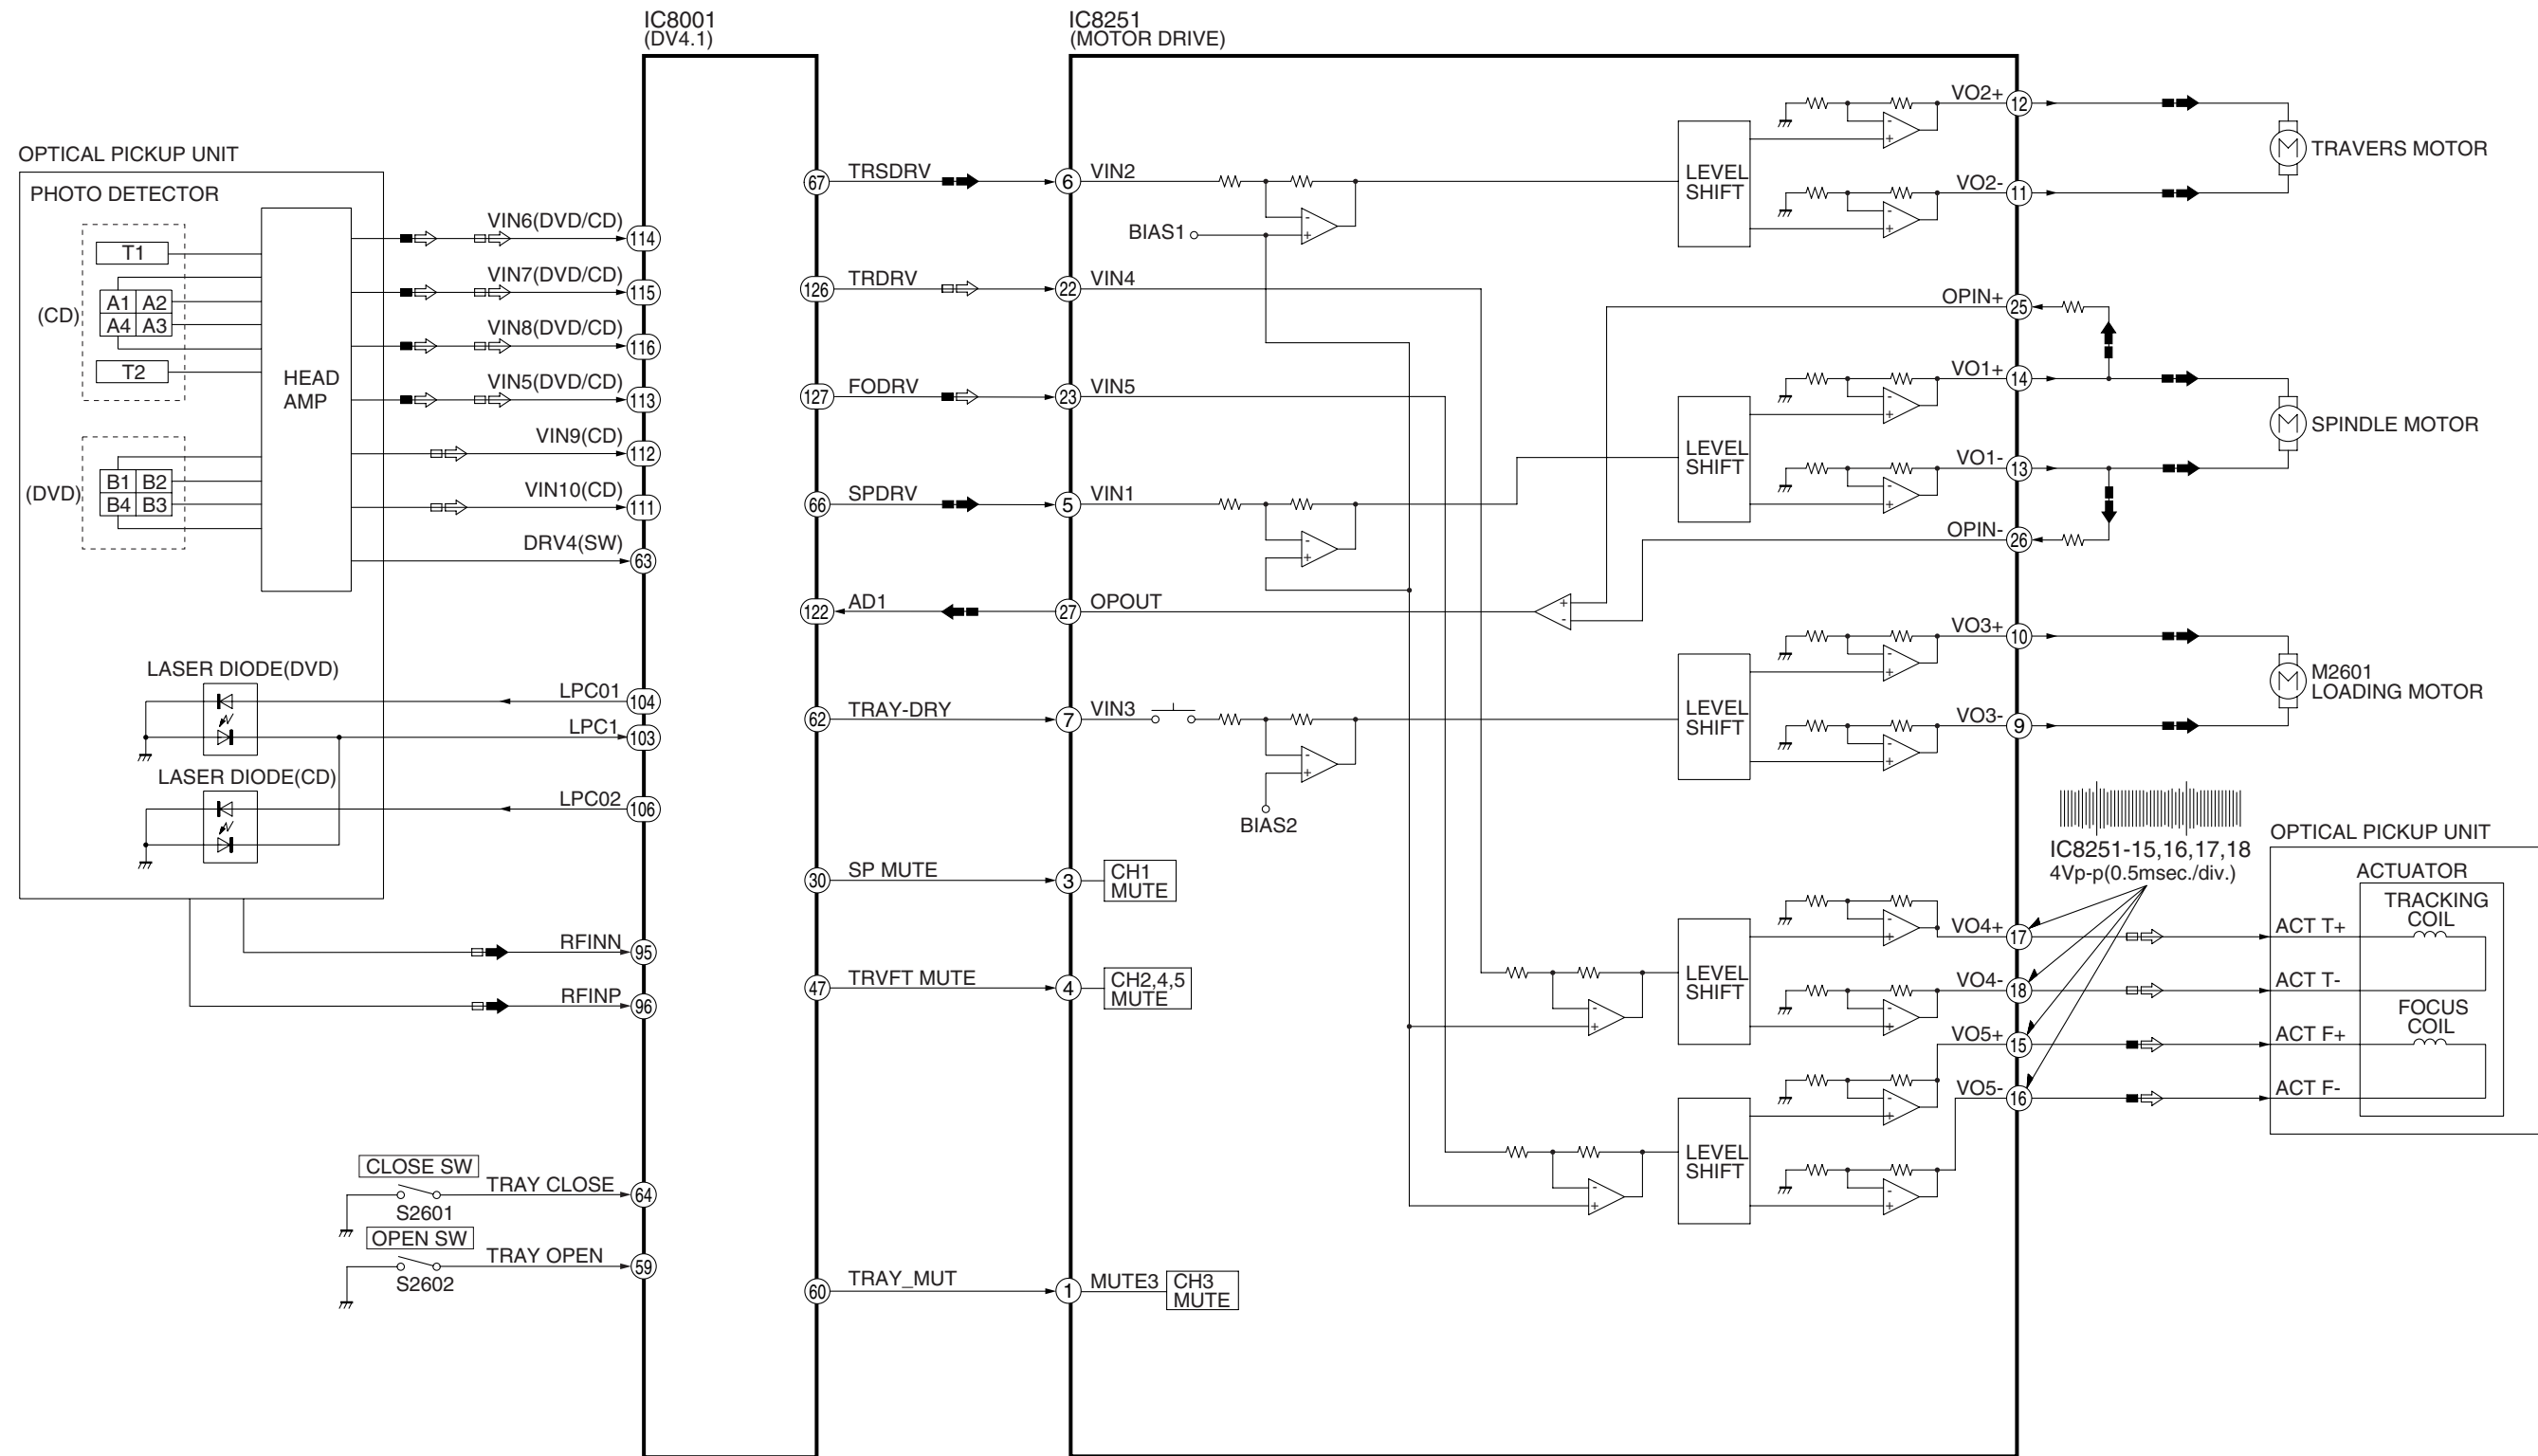 IC8001
(DV4.1)
IC8251
(MOTOR DRIVE)
OPTICAL PICKUP UNIT
PHOTO DETECTOR
(CD)
T1
A1 A2
A4 A3
T2
(DVD)
B1 B2
B4 B3
HEAD
AMP
VIN6(DVD/CD)
114
VIN7(DVD/CD)
115
VIN8(DVD/CD)
116
VIN5(DVD/CD)
113
VIN9(CD)
112
VIN10(CD)
111
DRV4(SW)
63
LASER DIODE(DVD)
LPC01
104
LPC1
103
LASER DIODE(CD)
LPC02
106
RFINN
95
RFINP
96
CLOSE SW
TRAY CLOSE
64
S2601
OPEN SW
TRAY OPEN
59
S2602
67
TRSDRV
6
VIN2
BIAS1
-
+
126
TRDRV
22
VIN4
127
FODRV
23
VIN5
66
SPDRV
5
VIN1
-
+
122
AD1
27
OPOUT
+
-
62
TRAY-DRY
7
VIN3
-
+
BIAS2
30
SP MUTE
3
CH1
MUTE
47
TRVFT MUTE
4
CH2,4,5
MUTE
60
TRAY_MUT
1
MUTE3
CH3
MUTE
LEVEL
SHIFT
-
+
VO2+
12
-
+
VO2-
11
M
TRAVERS MOTOR
OPIN+
25
LEVEL
SHIFT
-
+
VO1+
14
-
+
VO1-
13
M
SPINDLE MOTOR
OPIN-
26
LEVEL
SHIFT
-
+
VO3+
10
-
+
VO3-
9
M
M2601
LOADING MOTOR
IC8251-15,16,17,18
4Vp-p(0.5msec./div.)
-
+
LEVEL
SHIFT
-
+
VO4+
17
-
+
VO4-
18
-
+
LEVEL
SHIFT
-
+
VO5+
15
-
+
VO5-
16
OPTICAL PICKUP UNIT
ACTUATOR
TRACKING
COIL
ACT T+
ACT T-
FOCUS
COIL
ACT F+
ACT F-